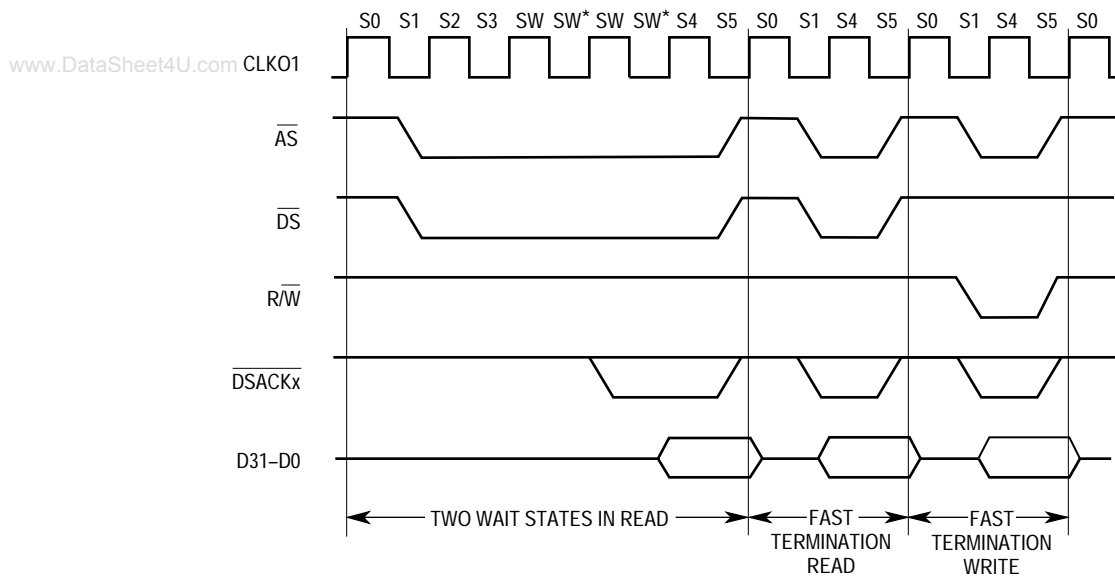 S0 S1 S2 S3 SW SW* SW SW* S4 S5 S0 S1 S4 S5 S0 S1 S4 S5 S0
www.DataSheet4U.com CLKO1
AS
DS
R/W
DSACKx
D31–D0
TWO WAIT STATES IN READ
FAST
TERMINATION
READ
FAST
TERMINATION
WRITE